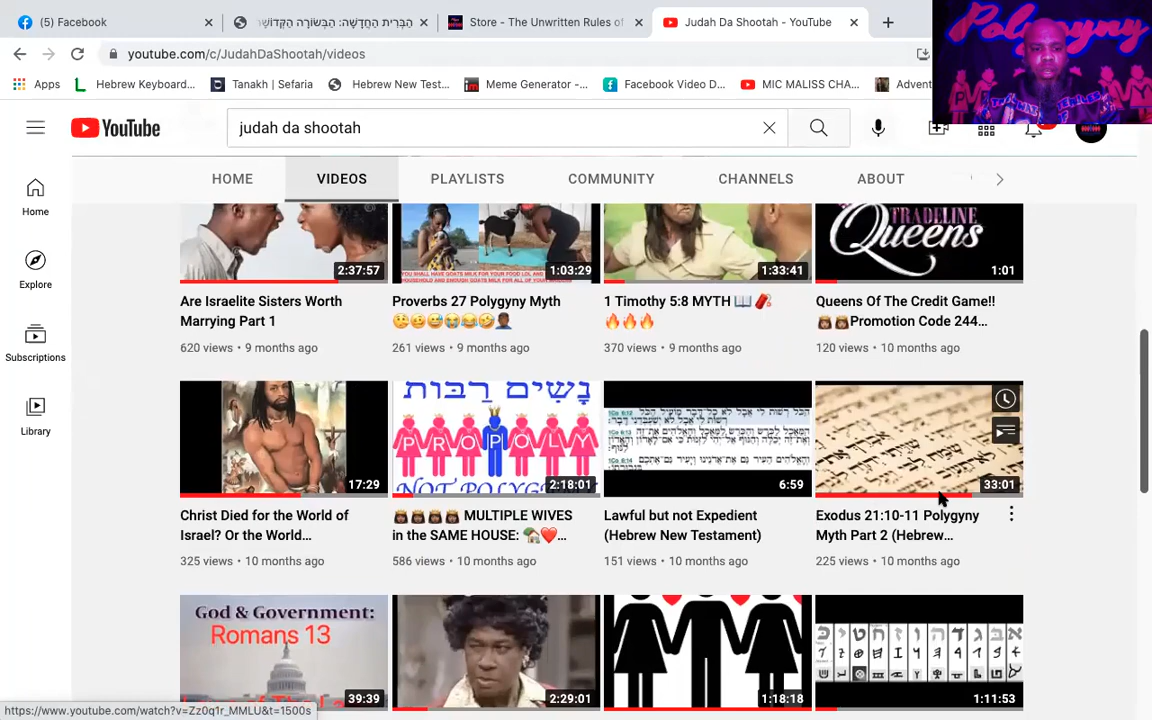 (5) Facebook
הַבְּרִית הַחֲדָשָׁה: הַבְּשׂוֹרָה הַקְּדוֹשׁ
Store - The Unwritten Rules of
Judah Da Shootah - YouTube
youtube.com/c/JudahDaShootah/videos
Apps
Hebrew Keyboard...
Tanakh | Sefaria
Hebrew New Test...
Meme Generator -...
Facebook Video D...
MIC MALISS CHA...
Advent
Polygyny
YouTube
judah da shootah
HOME
VIDEOS
PLAYLISTS
COMMUNITY
CHANNELS
ABOUT
Home
Explore
Subscriptions
Library
2:37:57
1:03:29
1:33:41
TRADELINE
Queens
1:01
Are Israelite Sisters Worth
Marrying Part 1
620 views • 9 months ago
Proverbs 27 Polygyny Myth
🤔🧐😅😂😂🤣🤦🏿‍♂️
261 views • 9 months ago
1 Timothy 5:8 MYTH 📖🧨
🔥🔥🔥
370 views • 9 months ago
Queens Of The Credit Game!!
👸🏽👸🏽Promotion Code 244...
120 views • 10 months ago
17:29
נָשִׁים רַבּוֹת
PROPOLY
NOT POLYGYNY
2:18:01
6:59
33:01
Christ Died for the World of
Israel? Or the World...
325 views • 10 months ago
👸🏽👸🏽👸🏽👸🏽 MULTIPLE WIVES
in the SAME HOUSE: 🏡❤️...
586 views • 10 months ago
Lawful but not Expedient
(Hebrew New Testament)
151 views • 10 months ago
Exodus 21:10-11 Polygyny
Myth Part 2 (Hebrew...
225 views • 10 months ago
God & Government:
Romans 13
39:39
2:29:01
1:18:18
1:11:53
https://www.youtube.com/watch?v=Zz0q1r_MMLU&t=1500s